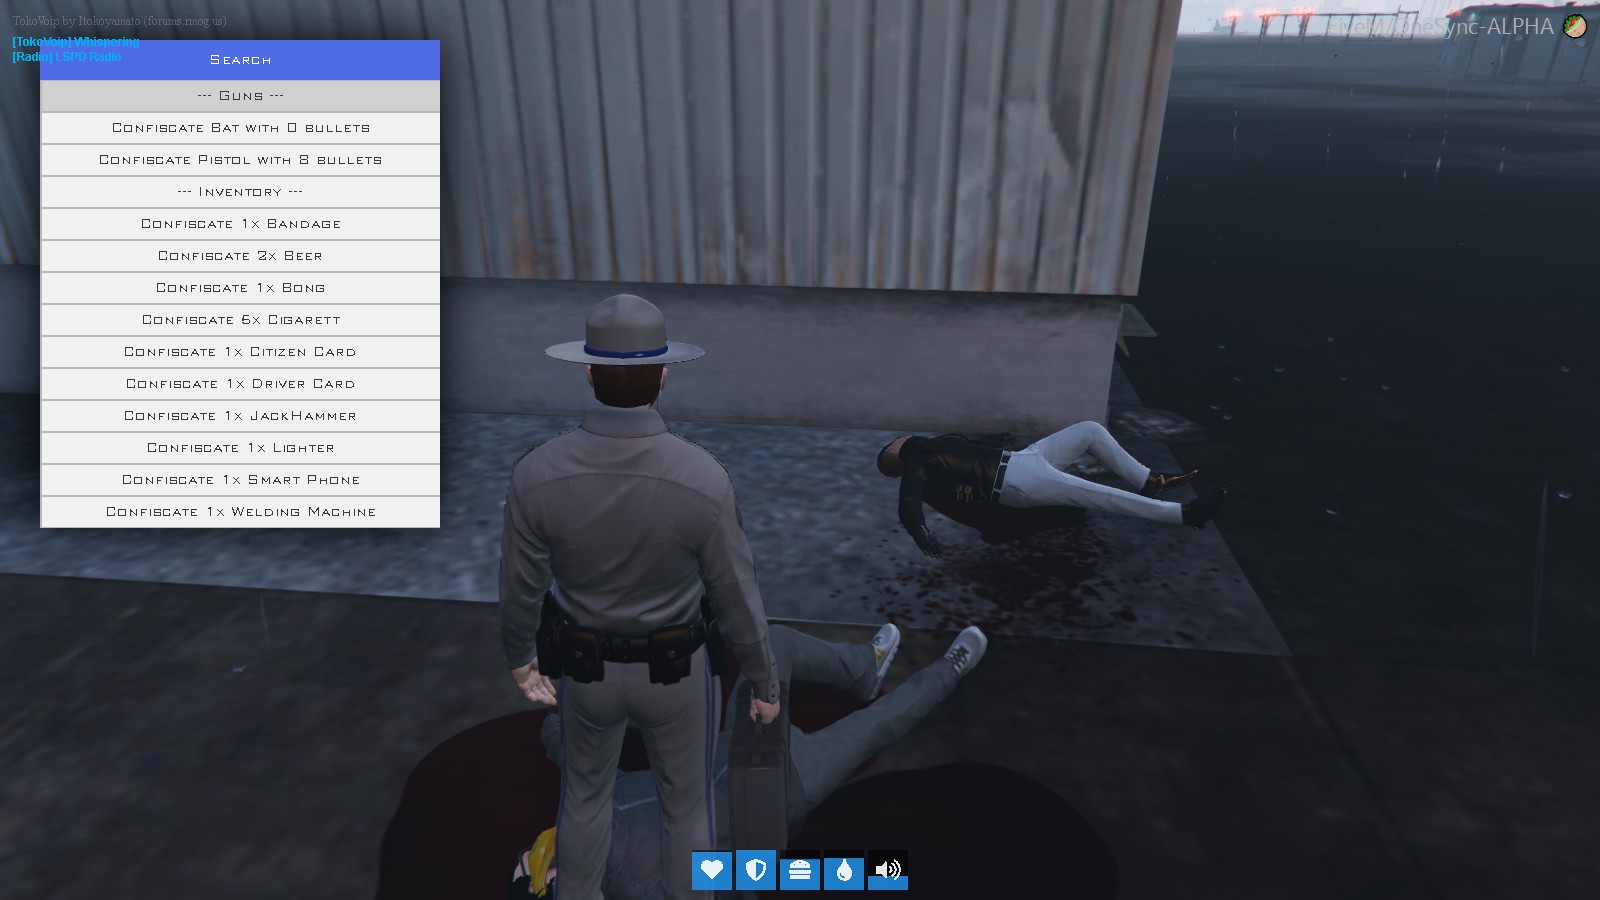 TokoVoip by Itokoyamato (forums.rmog.us)
[TokoVoip] Whispering
[Radio] LSPD Radio
FiveM/OneSync-ALPHA
Search
--- Guns ---
Confiscate Bat with 0 bullets
Confiscate Pistol with 8 bullets
--- Inventory ---
Confiscate 1x Bandage
Confiscate 2x Beer
Confiscate 1x Bong
Confiscate 6x Cigarett
Confiscate 1x Citizen Card
Confiscate 1x Driver Card
Confiscate 1x JackHammer
Confiscate 1x Lighter
Confiscate 1x Smart Phone
Confiscate 1x Welding Machine